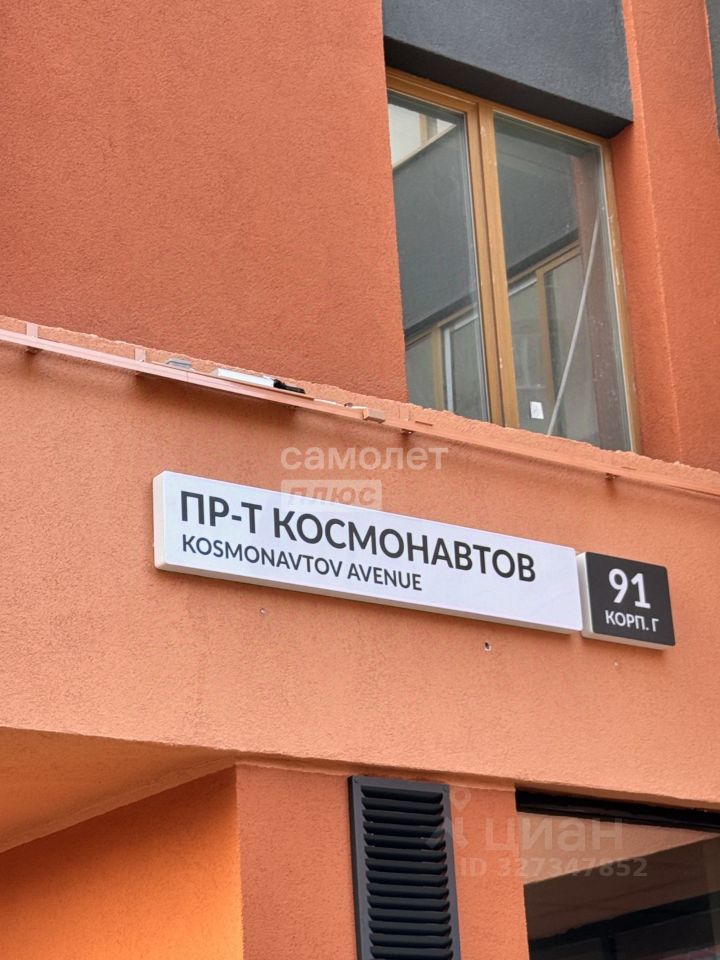 самолет
плюс
ПР-Т КОСМОНАВТОВ
KOSMONAVTOV AVENUE
91
КОРП. Г
циан
ID 327347852